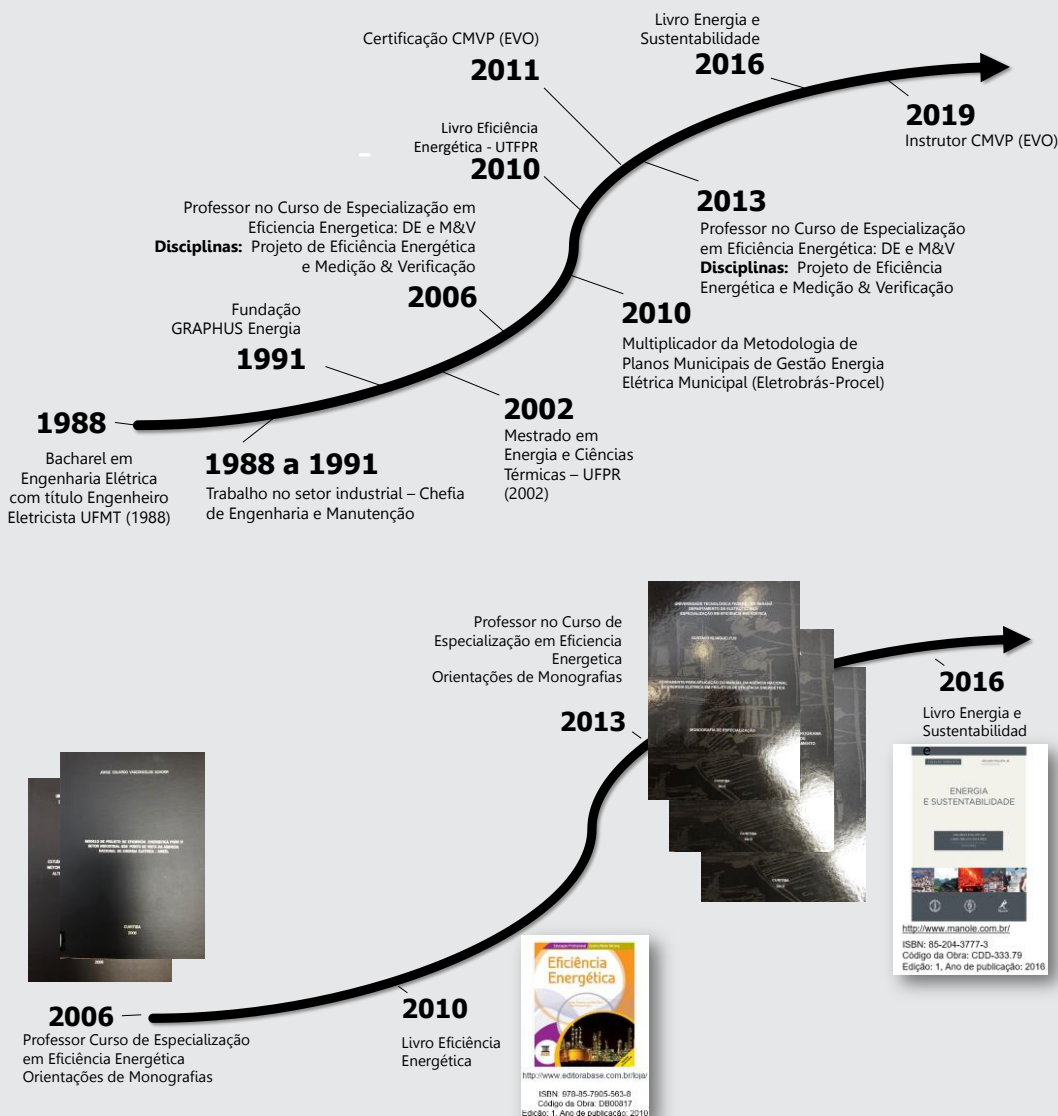 Certificação CMVP (EVO)
2011
Livro Energia e
Sustentabilidade
2016
2019
Instrutor CMVP (EVO)
Livro Eficiência
Energética - UTFPR
2010
2013
Professor no Curso de Especialização
em Eficiência Energética: DE e M&V
Disciplinas: Projeto de Eficiência
Energética e Medição & Verificação
Professor no Curso de Especialização em
Eficiencia Energetica: DE e M&V
Disciplinas: Projeto de Eficiência Energética
e Medição & Verificação
2006
2010
Multiplicador da Metodologia de
Planos Municipais de Gestão Energia
Elétrica Municipal (Eletrobrás-Procel)
Fundação
GRAPHUS Energia
1991
2002
Mestrado em
Energia e Ciências
Térmicas – UFPR
(2002)
1988
Bacharel em
Engenharia Elétrica
com título Engenheiro
Eletricista UFMT (1988)
1988 a 1991
Trabalho no setor industrial – Chefia
de Engenharia e Manutenção
Professor no Curso de
Especialização em Eficiencia
Energetica
Orientações de Monografias
2013
MONOGRAFIA DE ESPECIALIZAÇÃO
CURITIBA
2016
Livro Energia e
Sustentabilidad
e
ENERGIA
E SUSTENTABILIDADE
http://www.manole.com.br/
ISBN: 85-204-3777-3
Código da Obra: CDD-333.79
Edição: 1, Ano de publicação: 2016
CURITIBA
2006
2006
Professor Curso de Especialização
em Eficiência Energética
Orientações de Monografias
2010
Livro Eficiência
Energética
Eficiência
Energética
http://www.editorabase.com.br/loja/
ISBN 978-85-7905-563-8
Código da Obra: DB00817
Edição: 1, Ano de publicação: 2010